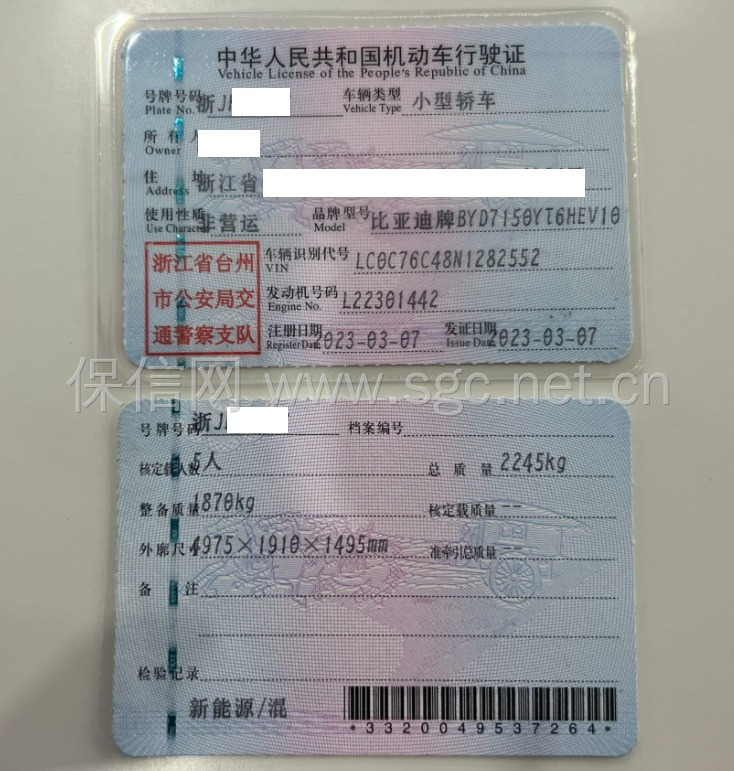 中华人民共和国机动车行驶证
Vehicle License of the People's Republic of China
号牌号码 浙J 车辆类型 小型轿车
Plate No. Vehicle Type
所有人
Owner
住址 浙江省
Address
使用性质 非营运 品牌型号 比亚迪牌BYD7150YT6HEV10
Use Character Model
浙江省台州
市公安局交
通警察支队
车辆识别代号 LC0C76C48N1282552
VIN
发动机号码 L22301442
Engine No.
注册日期 2023-03-07 发证日期 2023-03-07
Register Date Issue Date
保信网 www.sgc.net.cn
号牌号码 浙J 档案编号
核定载人数 5人 总质量 2245kg
整备质量 1870kg 核定载质量 --
外廓尺寸 4975×1910×1495mm 准牵引总质量 --
备注
检验记录
新能源/混
*3320049537264*